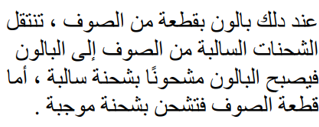 عند دلك بالون بقطعة من الصوف ، تنتقل
الشحنات السالبة من الصوف إلى البالون
فيصبح البالون مشحونًا بشحنة سالبة ، أما
قطعة الصوف فتشحن بشحنة موجبة .